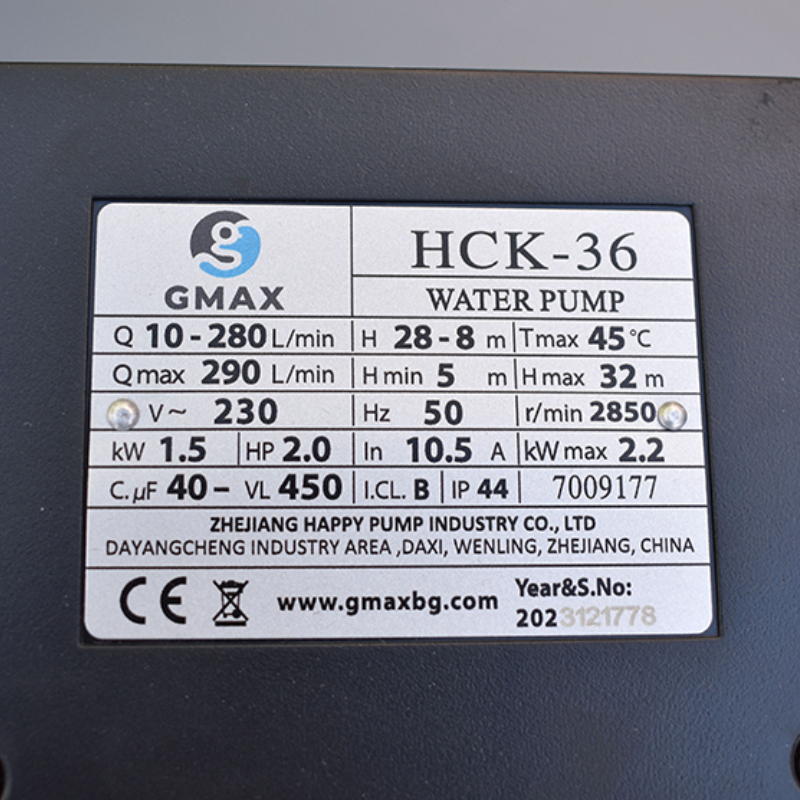 GMAX
HCK-36
WATER PUMP
Q 10-280 L/min H 28-8 m Tmax 45 °C
Q max 290 L/min H min 5 m H max 32 m
V~ 230 Hz 50 r/min 2850
kW 1.5 HP 2.0 In 10.5 A kW max 2.2
C.μF 40 - VL 450 I.CL. B IP 44 7009177
ZHEJIANG HAPPY PUMP INDUSTRY CO., LTD
DAYANGCHENG INDUSTRY AREA ,DAXI, WENLING, ZHEJIANG, CHINA
CE www.gmaxbg.com Year&S.No:
2023121778